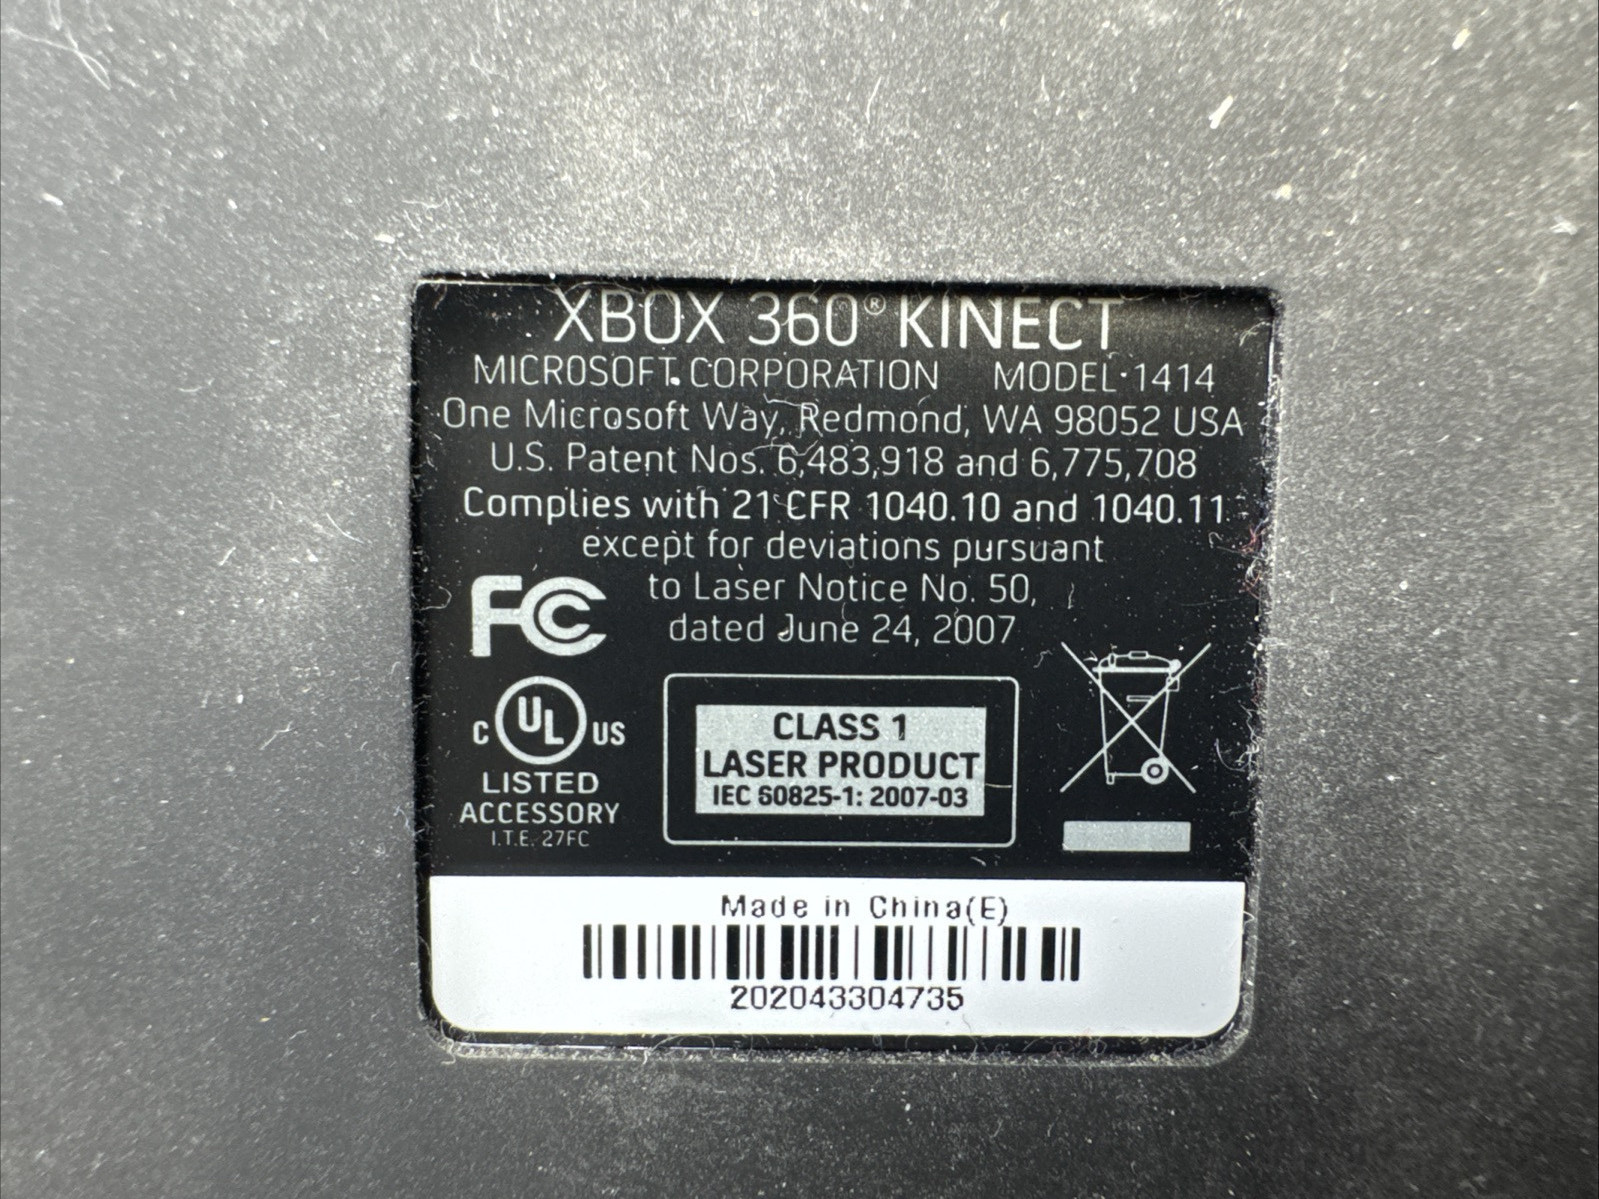 XBOX 360® KINECT
MICROSOFT CORPORATION MODEL 1414
One Microsoft Way, Redmond, WA 98052 USA
U.S. Patent Nos. 6,483,918 and 6,775,708
Complies with 21 CFR 1040.10 and 1040.11
except for deviations pursuant
to Laser Notice No. 50,
dated June 24, 2007
FC
C UL US
LISTED
ACCESSORY
I.T.E. 27FC
CLASS 1
LASER PRODUCT
IEC 60825-1: 2007-03
Made in China(E)
202043304735